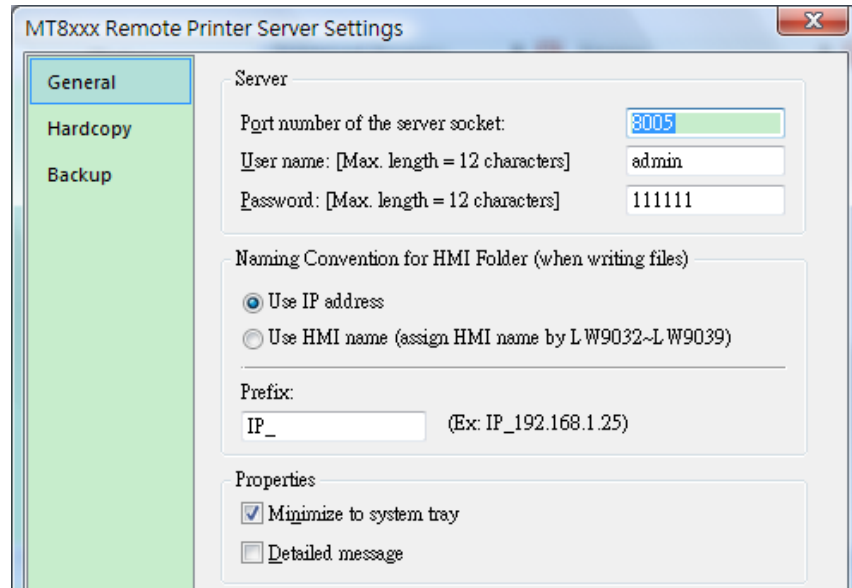 MT8xxx Remote Printer Server Settings
General
Hardcopy
Backup
Server
Port number of the server socket: 8005
User name: [Max. length = 12 characters] admin
Password: [Max. length = 12 characters] 111111
Naming Convention for HMI Folder (when writing files)
Use IP address
Use HMI name (assign HMI name by LW9032~LW9039)
Prefix:
IP_ (Ex: IP_192.168.1.25)
Properties
Minimize to system tray
Detailed message